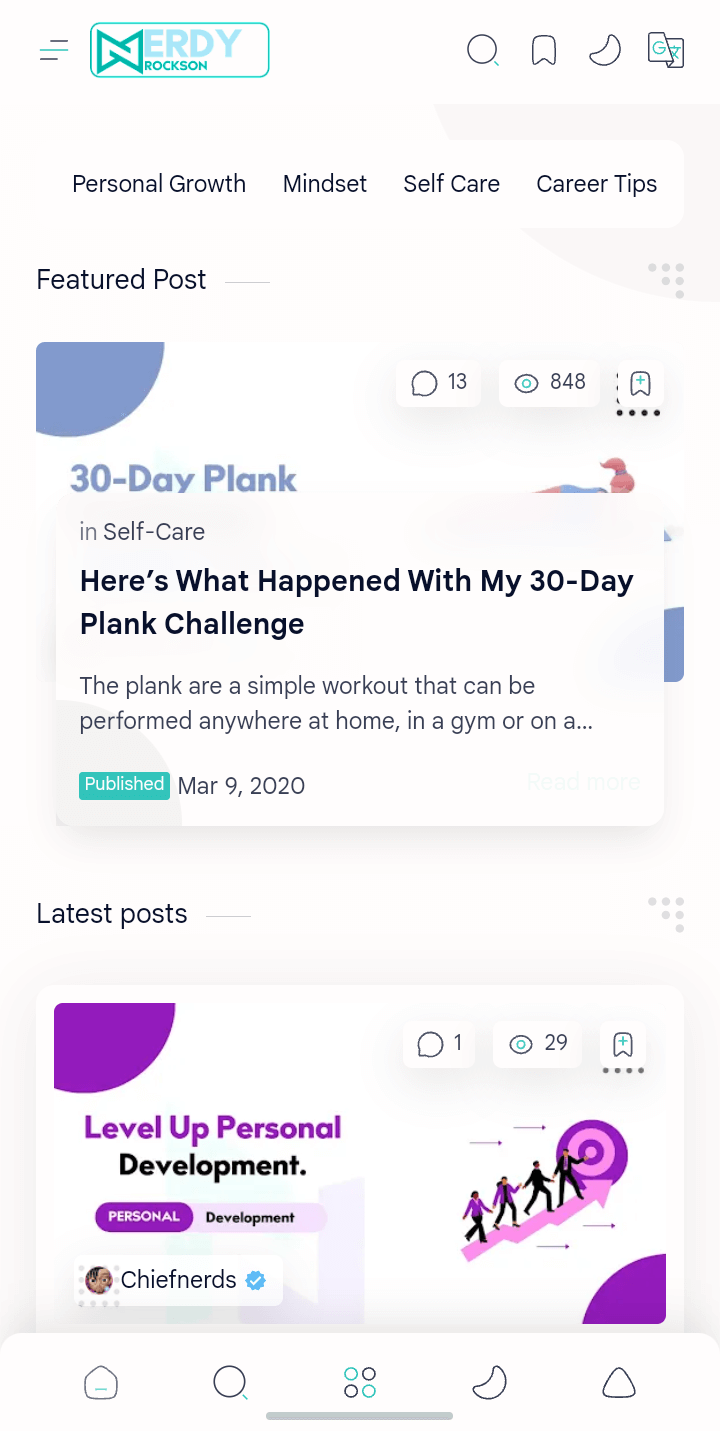 NERDY
ROCKSON
Personal Growth Mindset Self Care Career Tips
Featured Post
13 848
30-Day Plank
in Self-Care
Here’s What Happened With My 30-Day
Plank Challenge
The plank are a simple workout that can be
performed anywhere at home, in a gym or on a...
Published Mar 9, 2020 Read more
Latest posts
1 29
Level Up Personal
Development.
PERSONAL Development
Chiefnerds